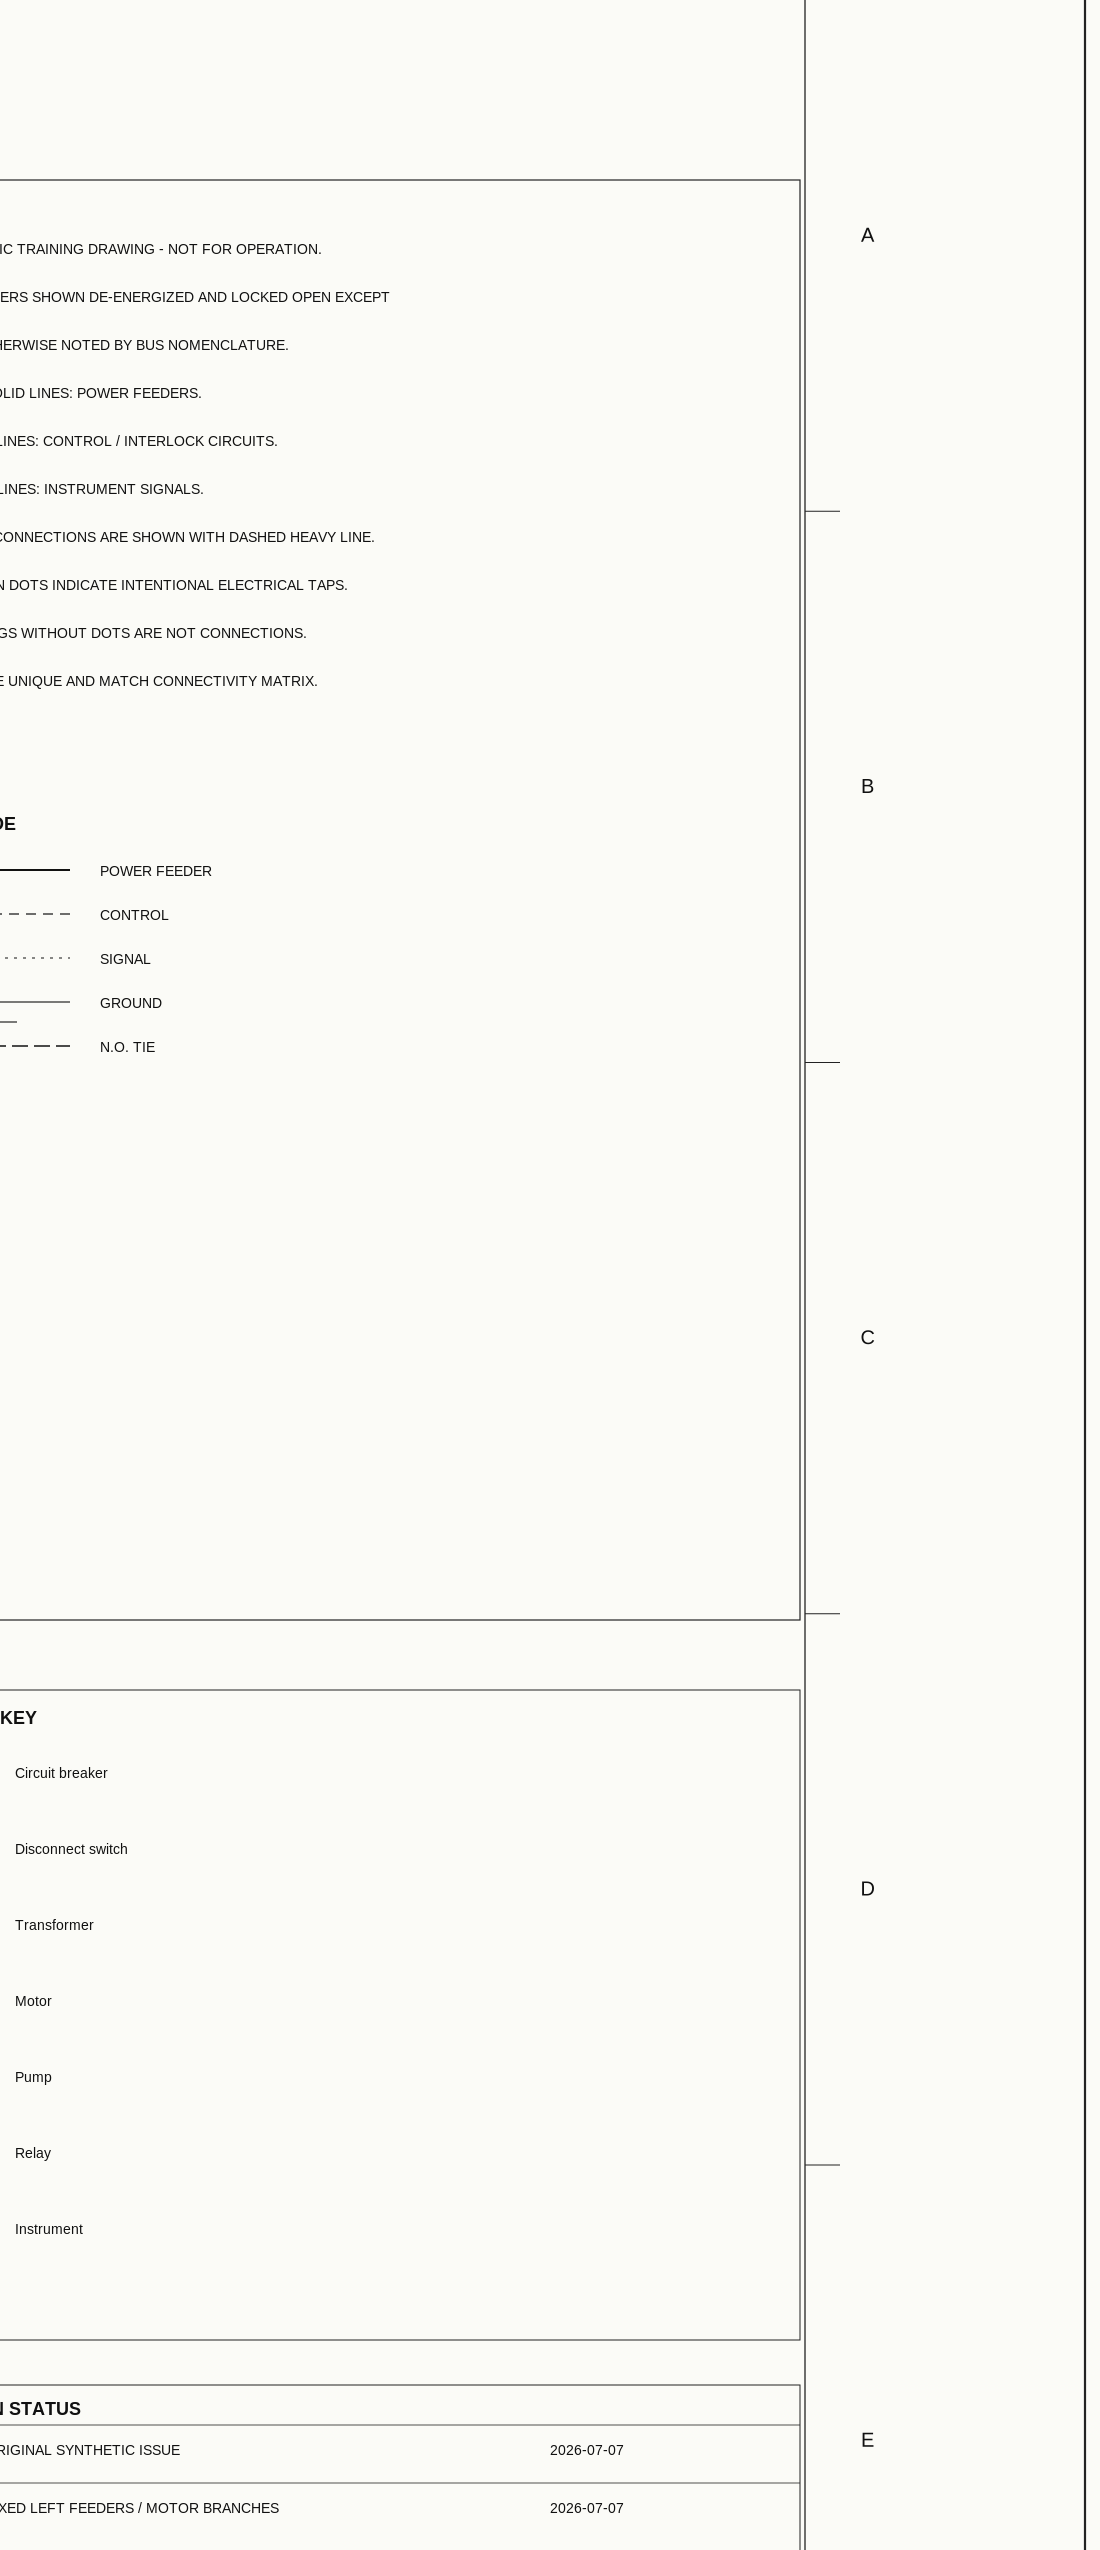 IC TRAINING DRAWING - NOT FOR OPERATION.
A
ERS SHOWN DE-ENERGIZED AND LOCKED OPEN EXCEPT
HERWISE NOTED BY BUS NOMENCLATURE.
OLID LINES: POWER FEEDERS.
LINES: CONTROL / INTERLOCK CIRCUITS.
LINES: INSTRUMENT SIGNALS.
CONNECTIONS ARE SHOWN WITH DASHED HEAVY LINE.
N DOTS INDICATE INTENTIONAL ELECTRICAL TAPS.
GS WITHOUT DOTS ARE NOT CONNECTIONS.
E UNIQUE AND MATCH CONNECTIVITY MATRIX.
B
DE
POWER FEEDER
CONTROL
SIGNAL
GROUND
N.O. TIE
C
KEY
Circuit breaker
Disconnect switch
D
Transformer
Motor
Pump
Relay
Instrument
N STATUS
E
RIGINAL SYNTHETIC ISSUE 2026-07-07
XED LEFT FEEDERS / MOTOR BRANCHES 2026-07-07